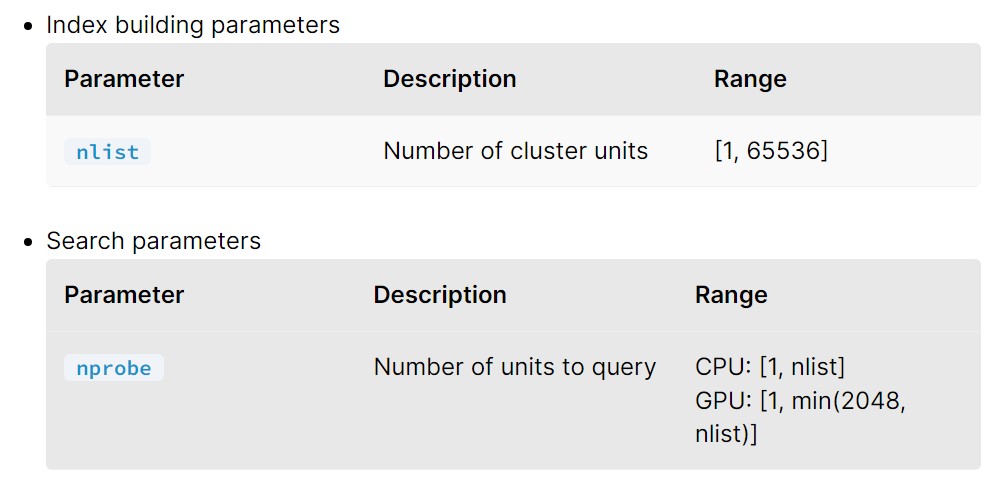 Index building parameters
Parameter Description Range
nlist Number of cluster units [1, 65536]
Search parameters
Parameter Description Range
nprobe Number of units to query CPU: [1, nlist]
GPU: [1, min(2048,
nlist)]